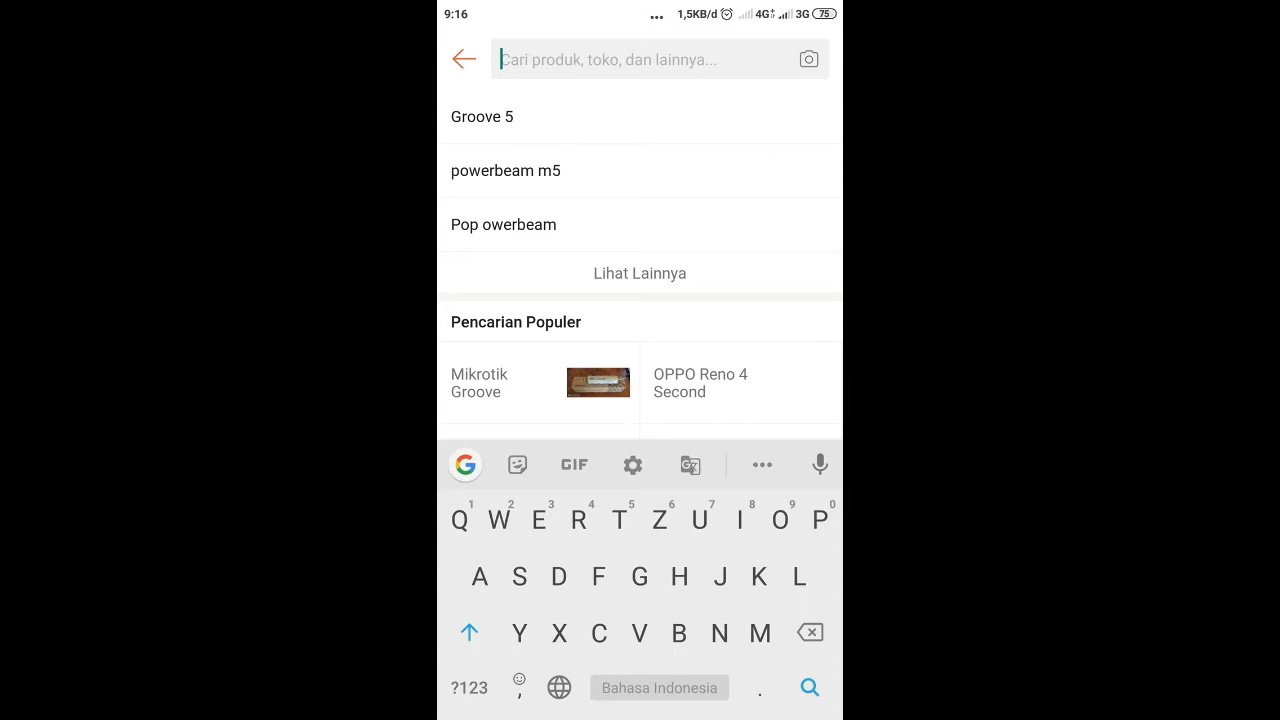 9:16 ... 1,5KB/d 4G+ 3G 75
Cari produk, toko, dan lainnya...
Groove 5
powerbeam m5
Pop owerbeam
Lihat Lainnya
Pencarian Populer
Mikrotik
Groove
OPPO Reno 4
Second
G GIF G ...
1 2 3 4 5 6 7 8 9 0
Q W E R T Z U I O P
A S D F G H J K L
Y X C V B N M
?123 , Bahasa Indonesia .